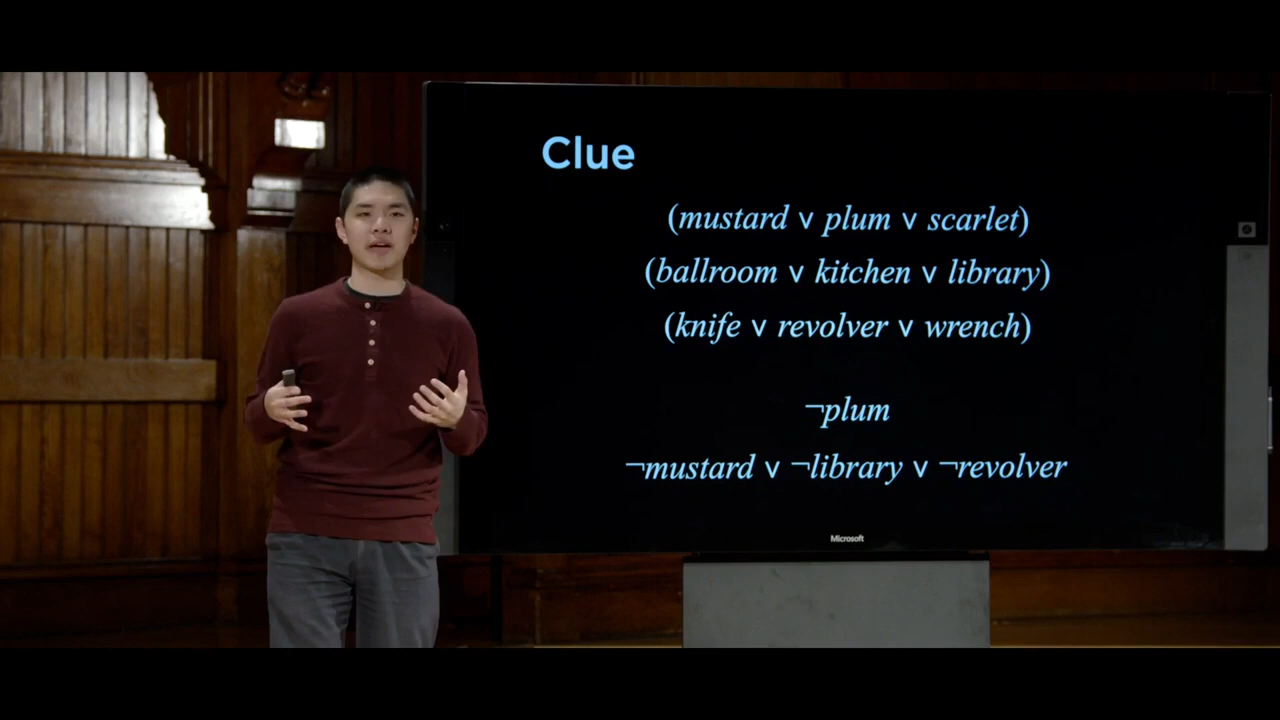 Clue
(mustard ∨ plum ∨ scarlet)
(ballroom ∨ kitchen ∨ library)
(knife ∨ revolver ∨ wrench)
¬plum
¬mustard ∨ ¬library ∨ ¬revolver
Microsoft